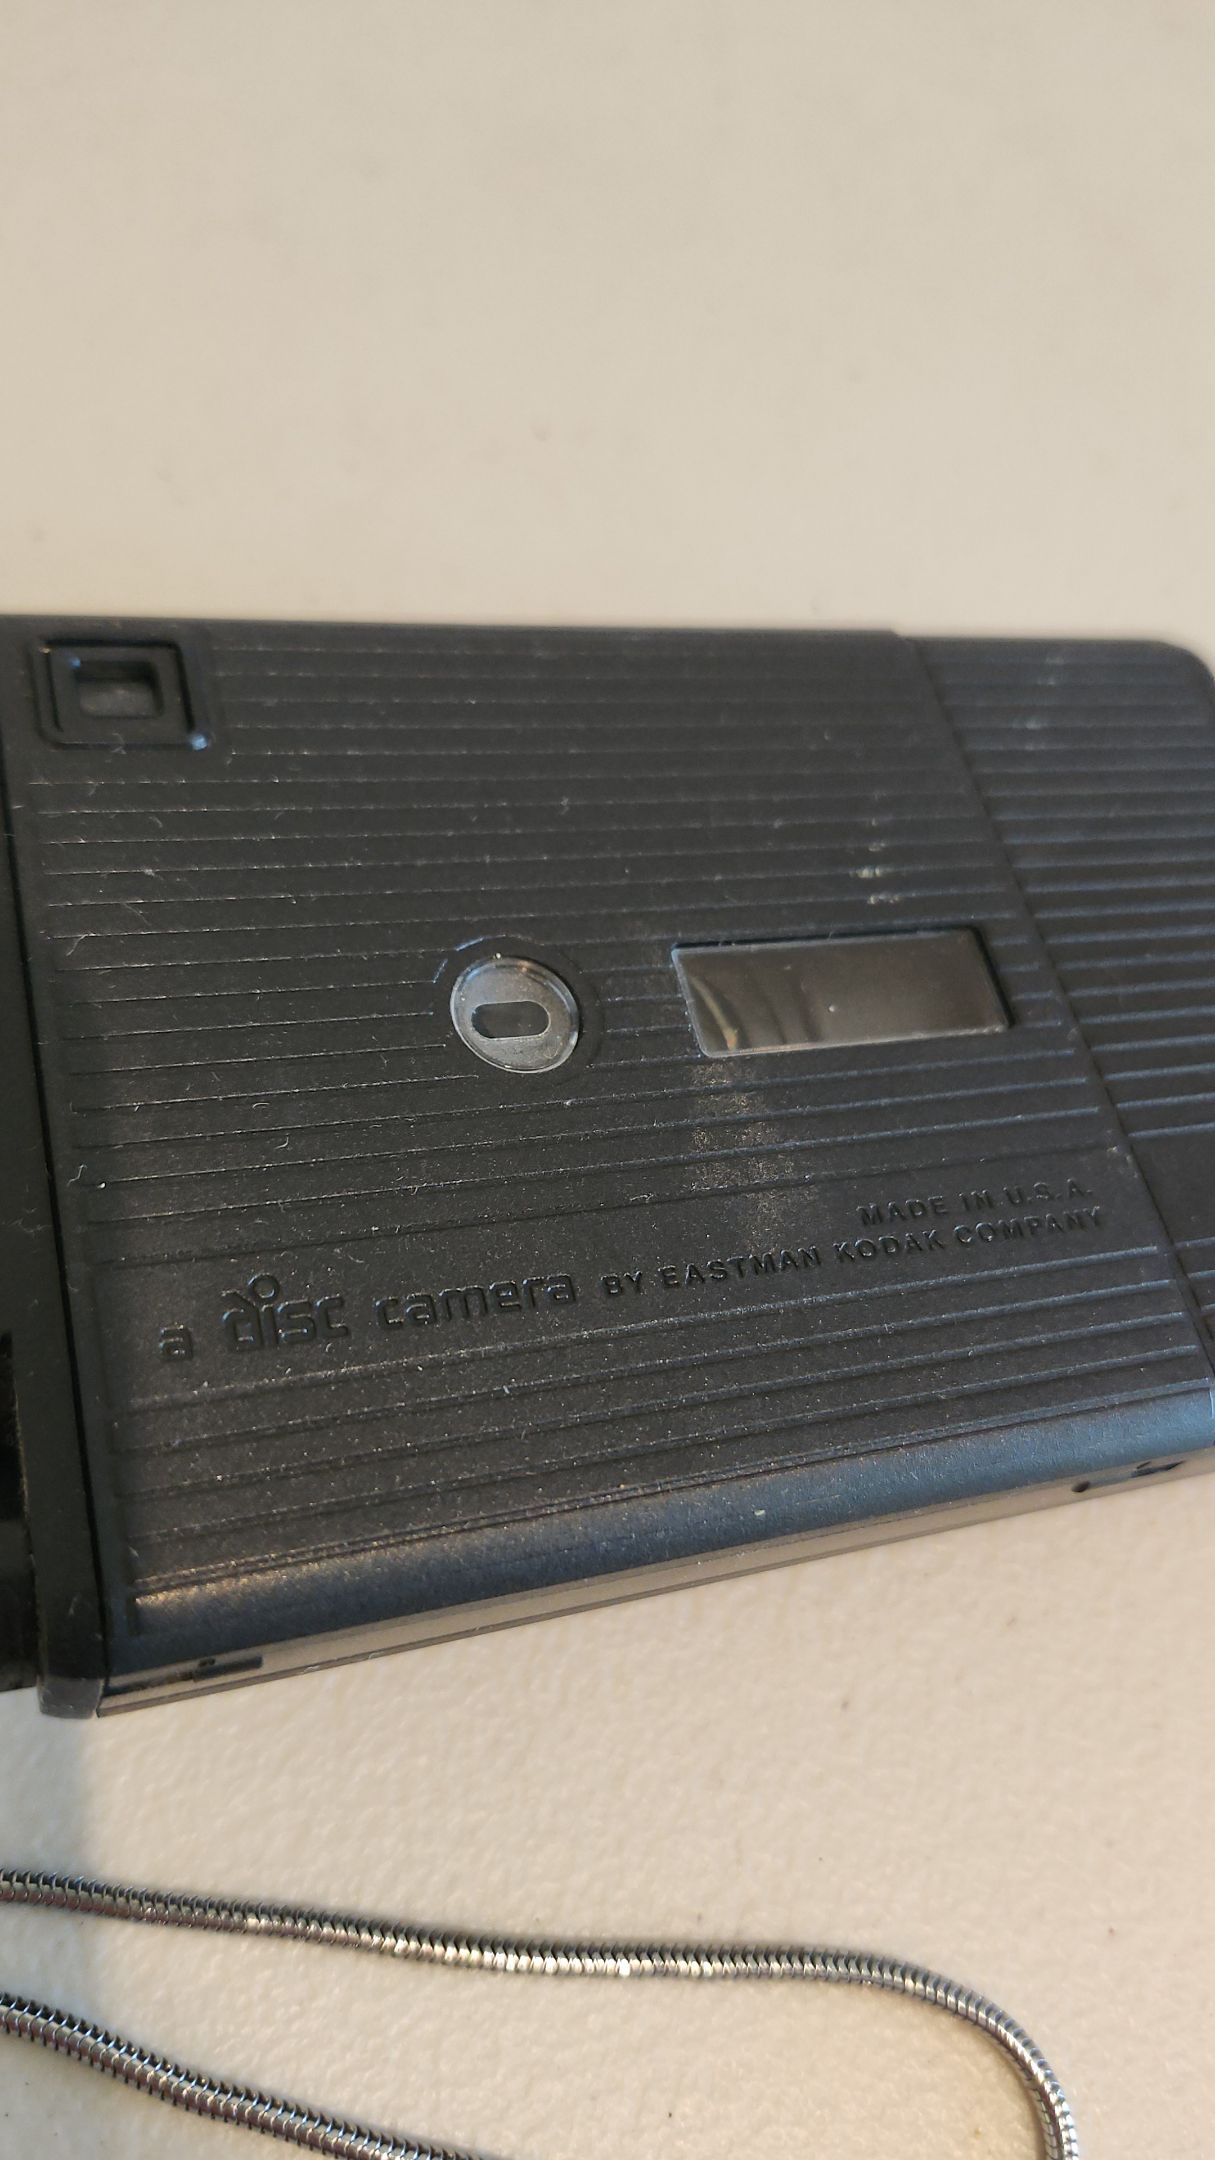 MADE IN U.S.A.
a disc camera BY EASTMAN KODAK COMPANY